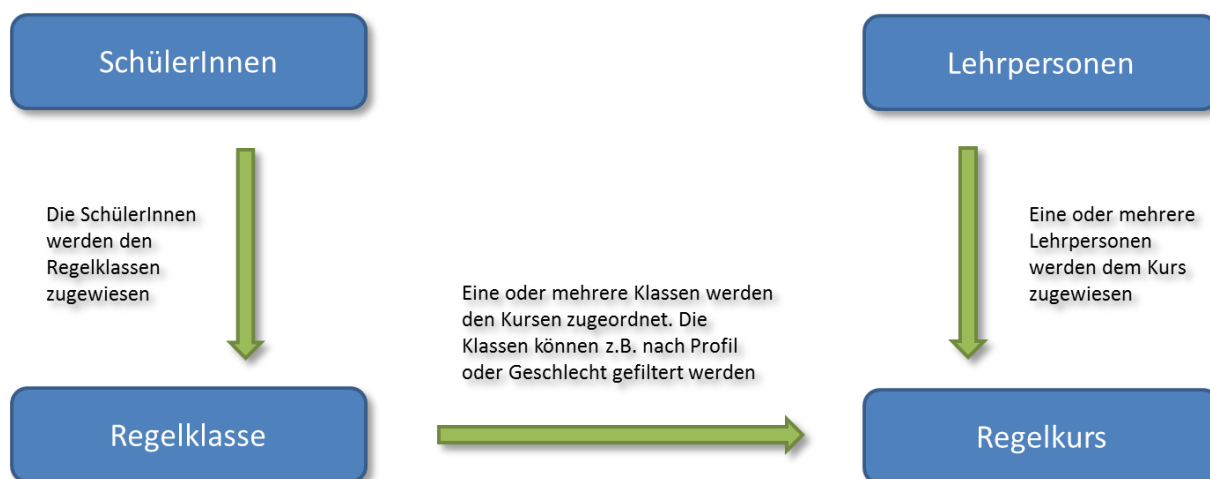 SchülerInnen
Lehrpersonen
Die SchülerInnen
werden den
Regelklassen
zugewiesen
Eine oder mehrere
Lehrpersonen
werden dem Kurs
zugewiesen
Eine oder mehrere Klassen werden
den Kursen zugeordnet. Die
Klassen können z.B. nach Profil
oder Geschlecht gefiltert werden
Regelklasse
Regelkurs